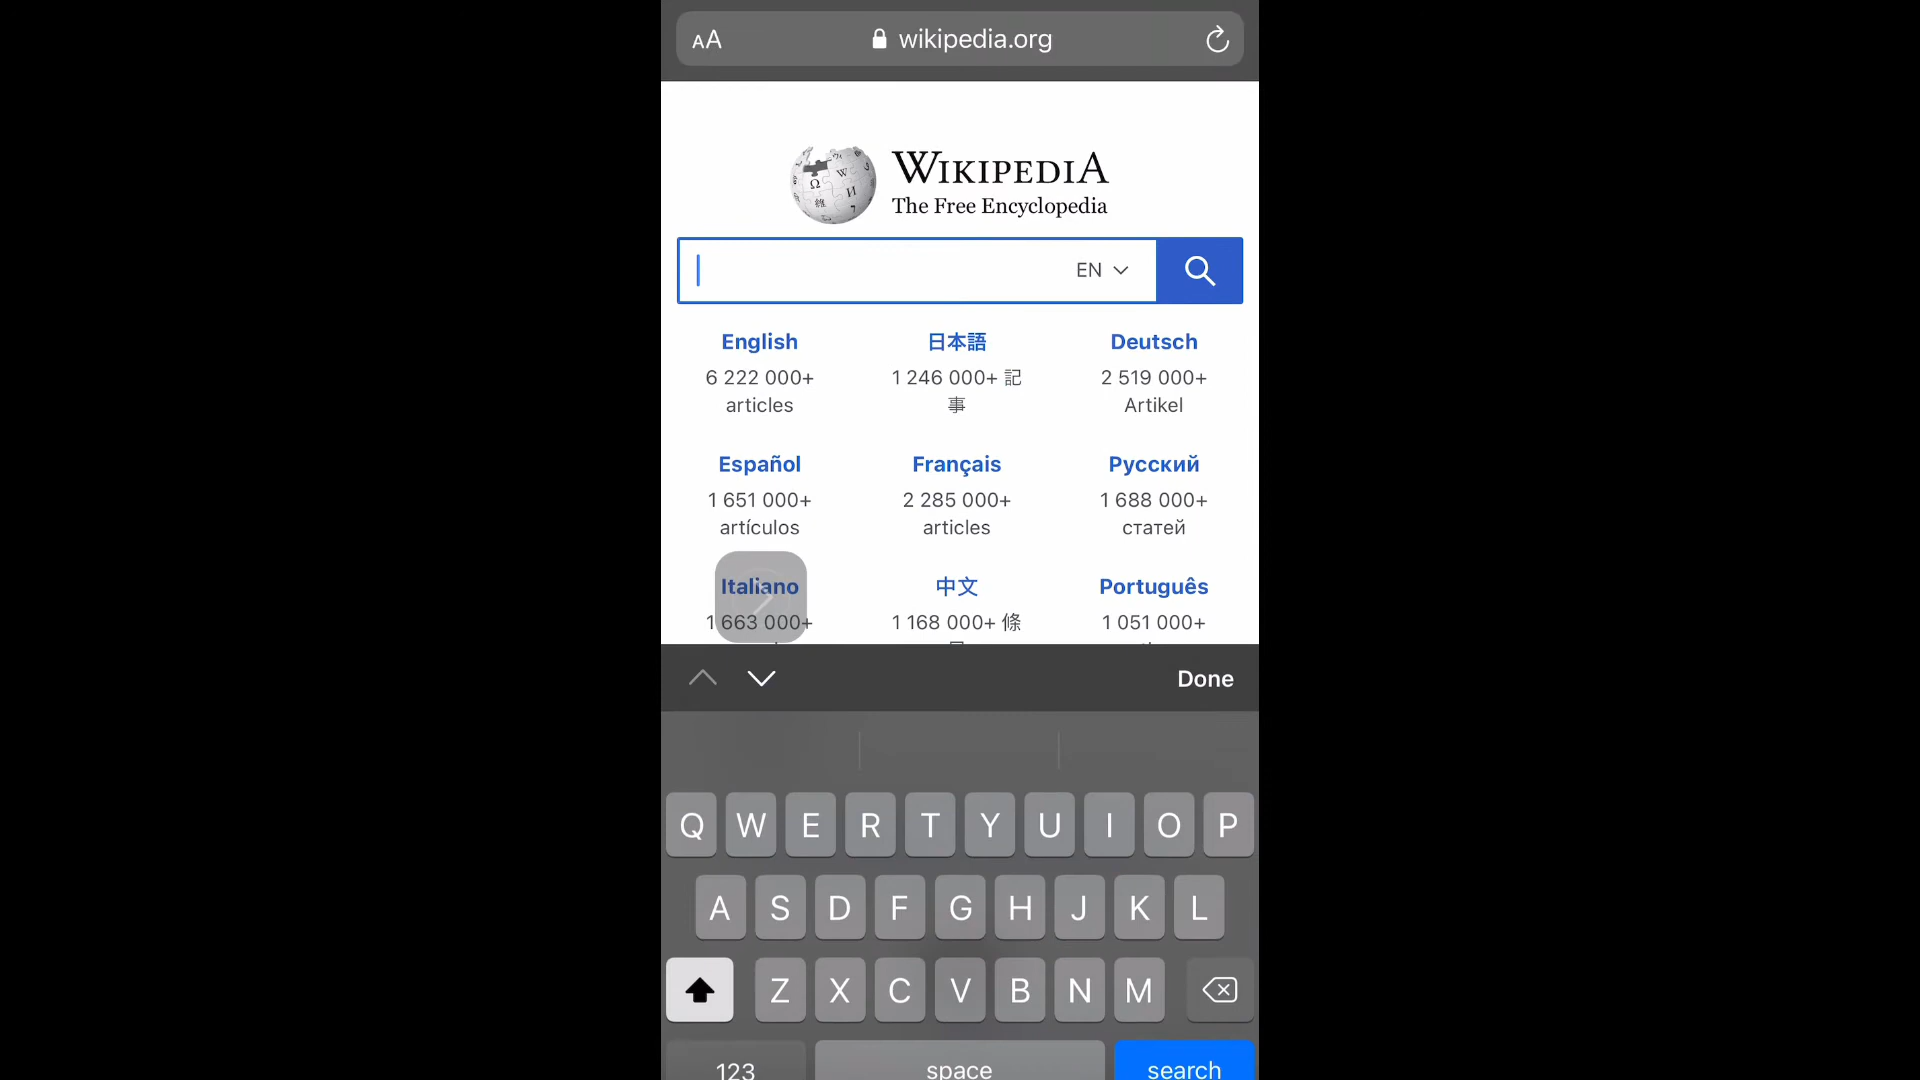 AA wikipedia.org
WIKIPEDIA
The Free Encyclopedia
EN
English 日本語 Deutsch
6 222 000+ 1 246 000+ 記 2 519 000+
articles 事 Artikel
Español Français Русский
1 651 000+ 2 285 000+ 1 688 000+
artículos articles статей
Italiano 中文 Português
1 663 000+ 1 168 000+ 條 1 051 000+
Done
Q W E R T Y U I O P
A S D F G H J K L
Z X C V B N M
123 space search